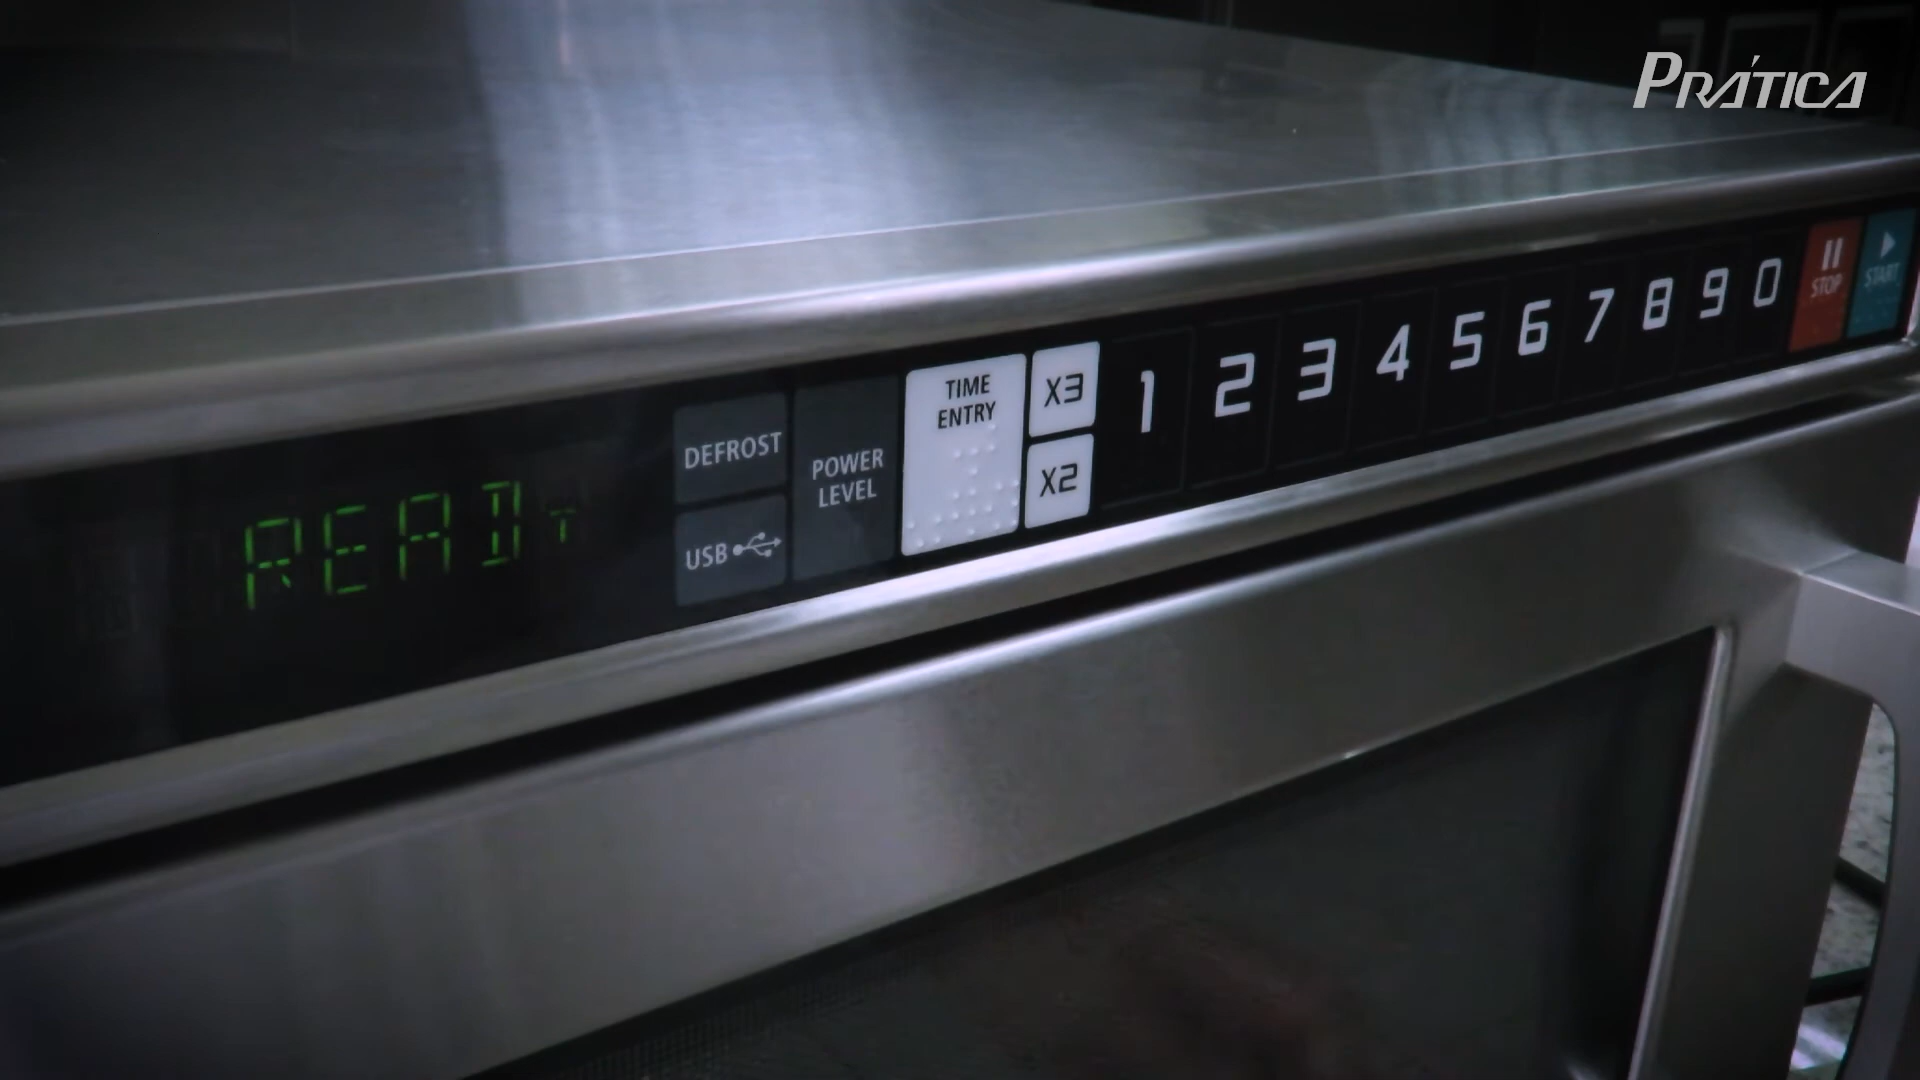 PRÁTICA
READY
DEFROST
USB
POWER
LEVEL
TIME
ENTRY
X3
X2
1 2 3 4 5 6 7 8 9 0
STOP
START